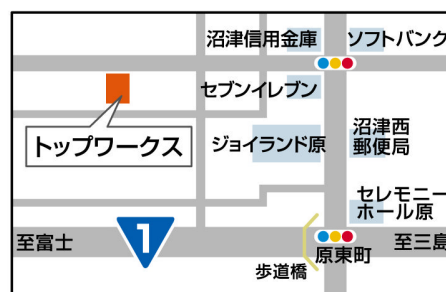 沼津信用金庫
ソフトバンク
セブンイレブン
トップワークス
ジョイランド原
沼津西
郵便局
セレモニー
ホール原
至富士
1
原東町
至三島
歩道橋